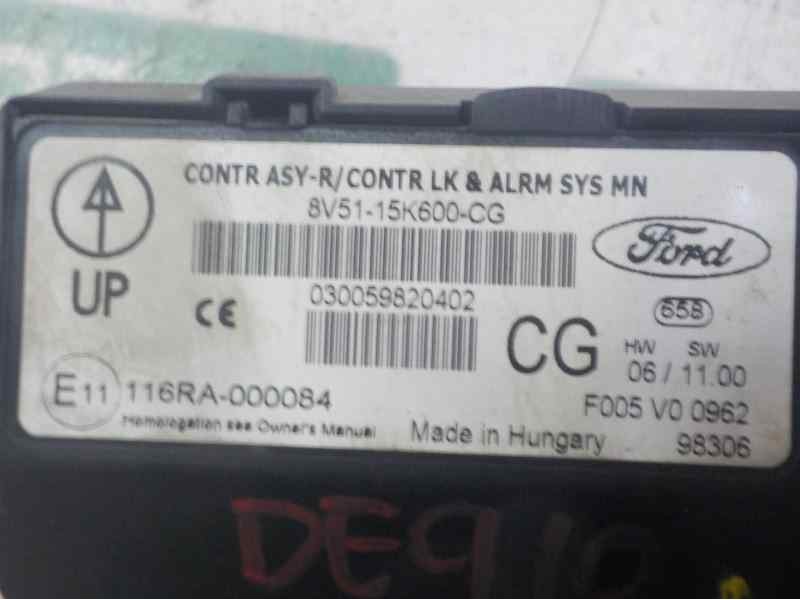 CONTR ASY-R/CONTR LK & ALRM SYS MN
8V51-15K600-CG
Ford
UP
CE
030059820402
CG
658
HW SW
06 / 11.00
E11
116RA-000084
F005 V0 0962
Homologation see Owner's Manual
Made in Hungary
98306